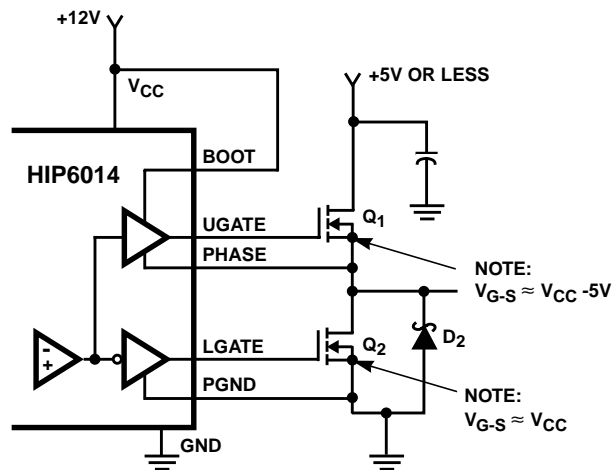 +12V
+5V OR LESS
VCC
BOOT
HIP6014
UGATE
Q1
PHASE
NOTE:
VG-S ≈ VCC -5V
-
+
LGATE
Q2
D2
PGND
NOTE:
VG-S ≈ VCC
GND